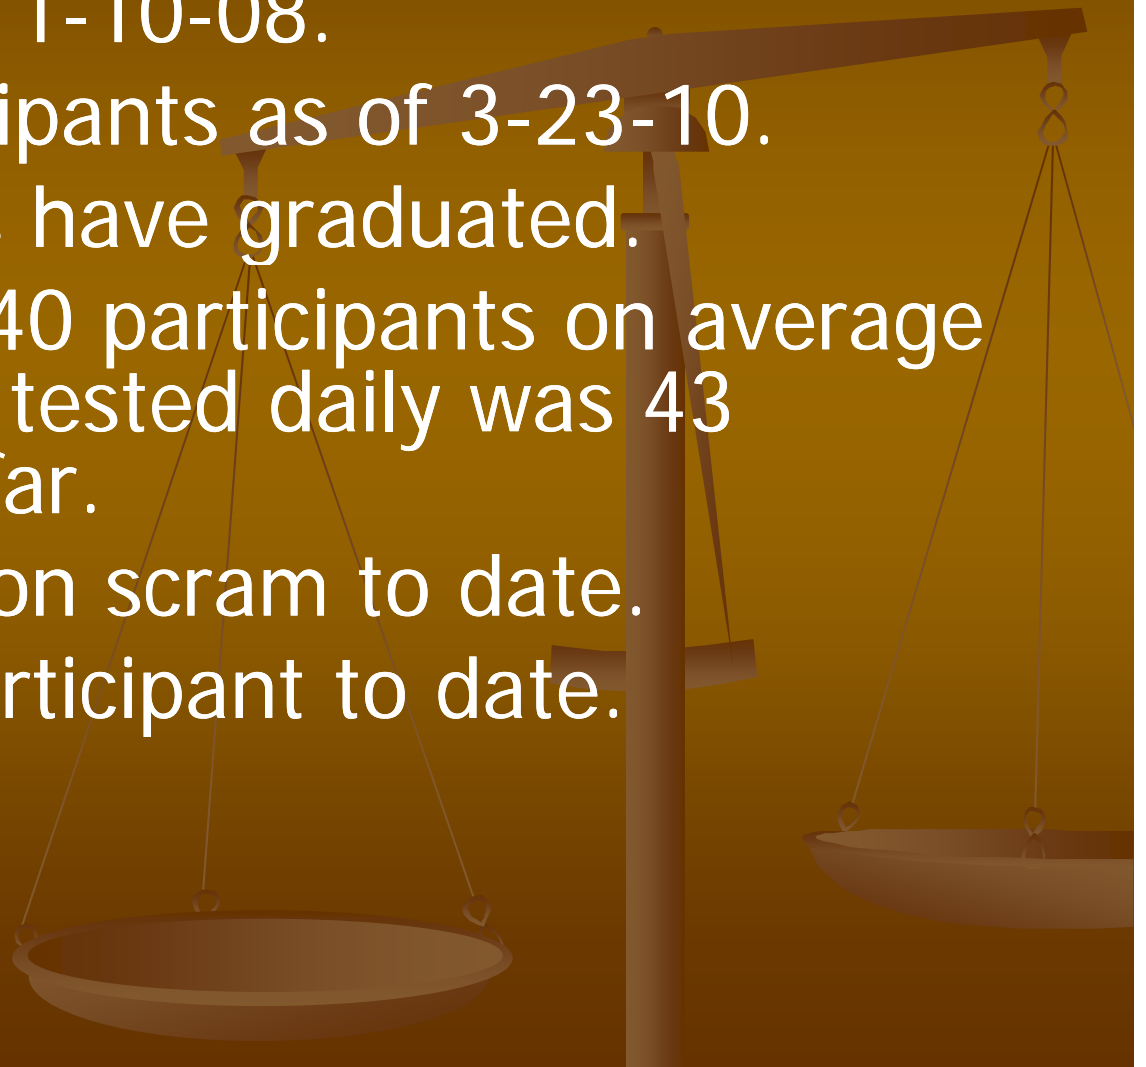 1-10-08.
ipants as of 3-23-10.
have graduated.
40 participants on average
tested daily was 43
far.
on scram to date.
rticipant to date.